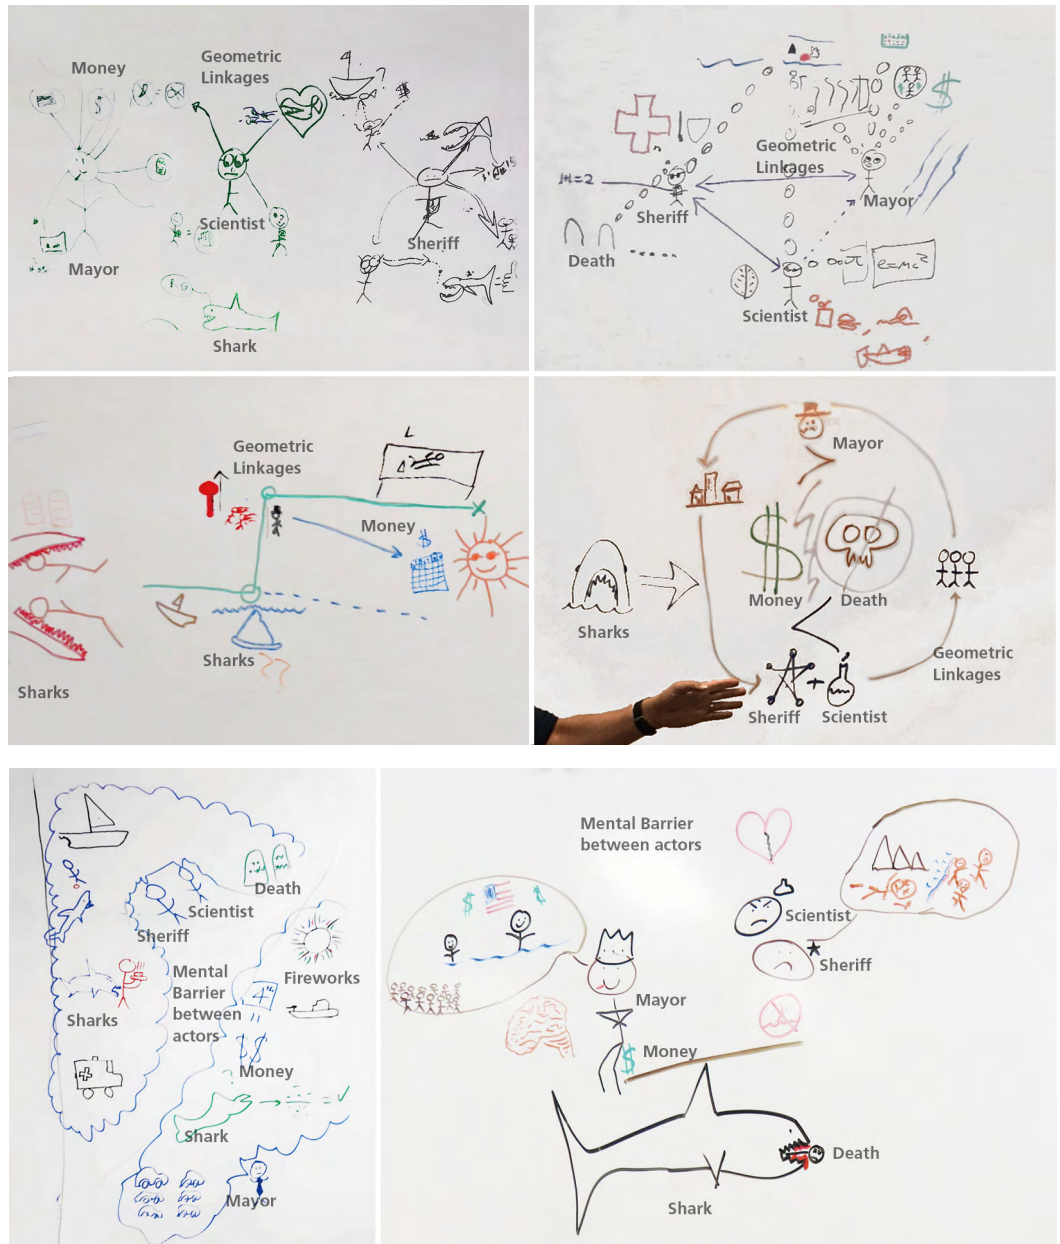 Money
Geometric
Linkages
$
Scientist
Sheriff
Mayor
Shark
$
Geometric
Linkages
Sheriff
Mayor
Death
e=mc²
Scientist
Geometric
Linkages
L
Money
$
Sharks
Sharks
Mayor
$
Money
Death
Sharks
Geometric
Linkages
+
Sheriff
Scientist
Death
Scientist
Sheriff
Fireworks
Mental
Barrier
between
actors
Sharks
4th
$$
Money
Shark
Mayor
Mental Barrier
between actors
$ $
Scientist
Sheriff
Mayor
$
Money
Death
Shark